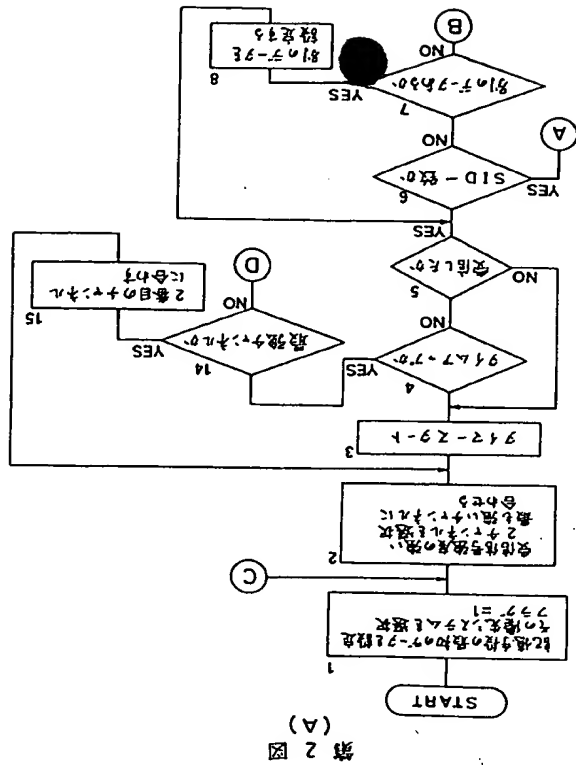 第 2 図
(A)
START
1
記憶手段の最初のデータを設定
その優先システムを選択
フラグ=1
C
2
受信信号強度の強い
2チャンネルを選択
最も強いチャンネルに
合わせる
3
タイマースタート
4
タイムアップか
YES
NO
14
最強チャンネルか
YES
NO
15
2番目のチャンネル
に合わす
D
5
受信したか
NO
YES
6
SID一致か
YES
NO
A
7
別のデータあるか
YES
NO
8
別のデータを
設定する
B